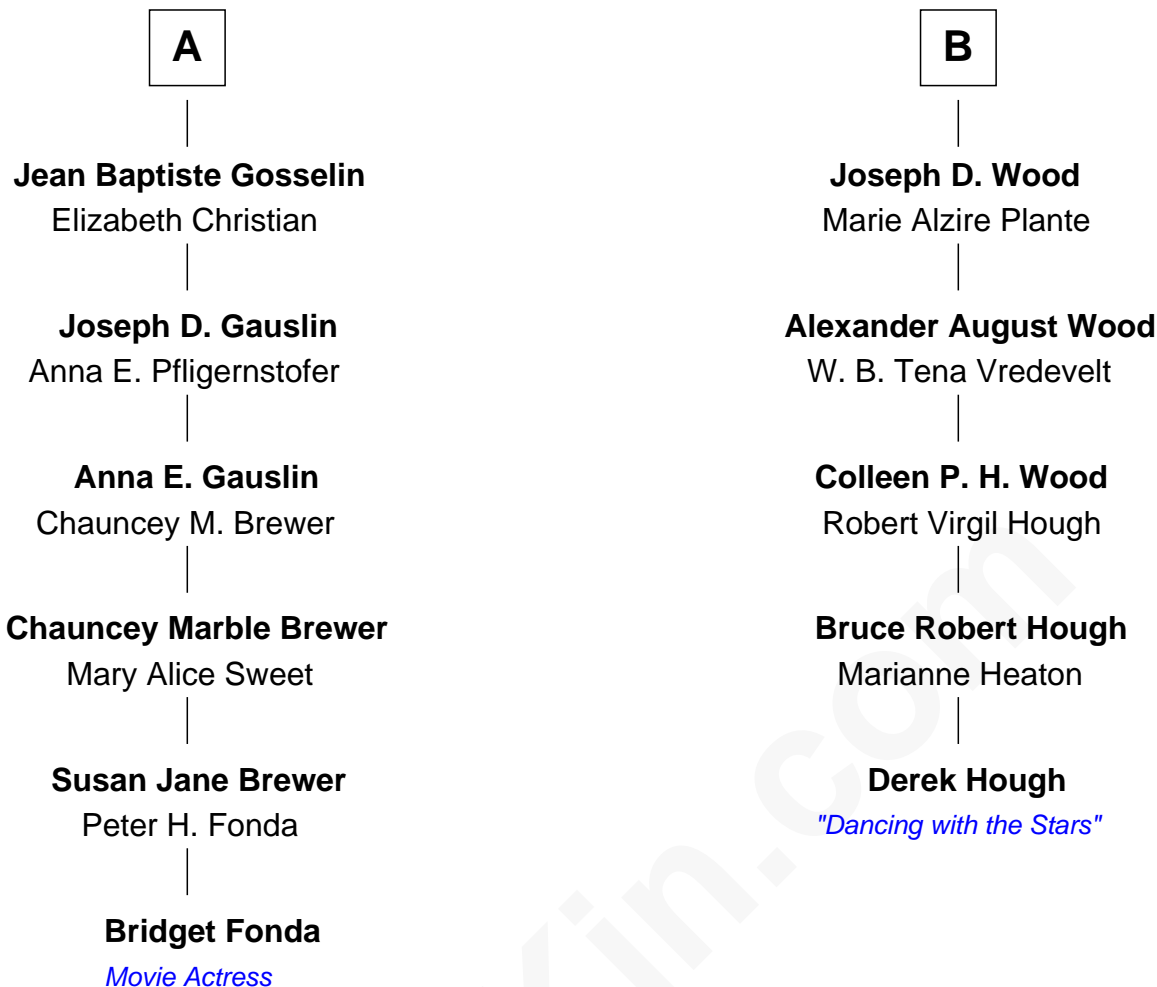 A
Jean Baptiste Gosselin
Elizabeth Christian
Joseph D. Gauslin
Anna E. Pfligernstofer
Anna E. Gauslin
Chauncey M. Brewer
Chauncey Marble Brewer
Mary Alice Sweet
Susan Jane Brewer
Peter H. Fonda
Bridget Fonda
Movie Actress
B
Joseph D. Wood
Marie Alzire Plante
Alexander August Wood
W. B. Tena Vredevelt
Colleen P. H. Wood
Robert Virgil Hough
Bruce Robert Hough
Marianne Heaton
Derek Hough
"Dancing with the Stars"
Kin.com